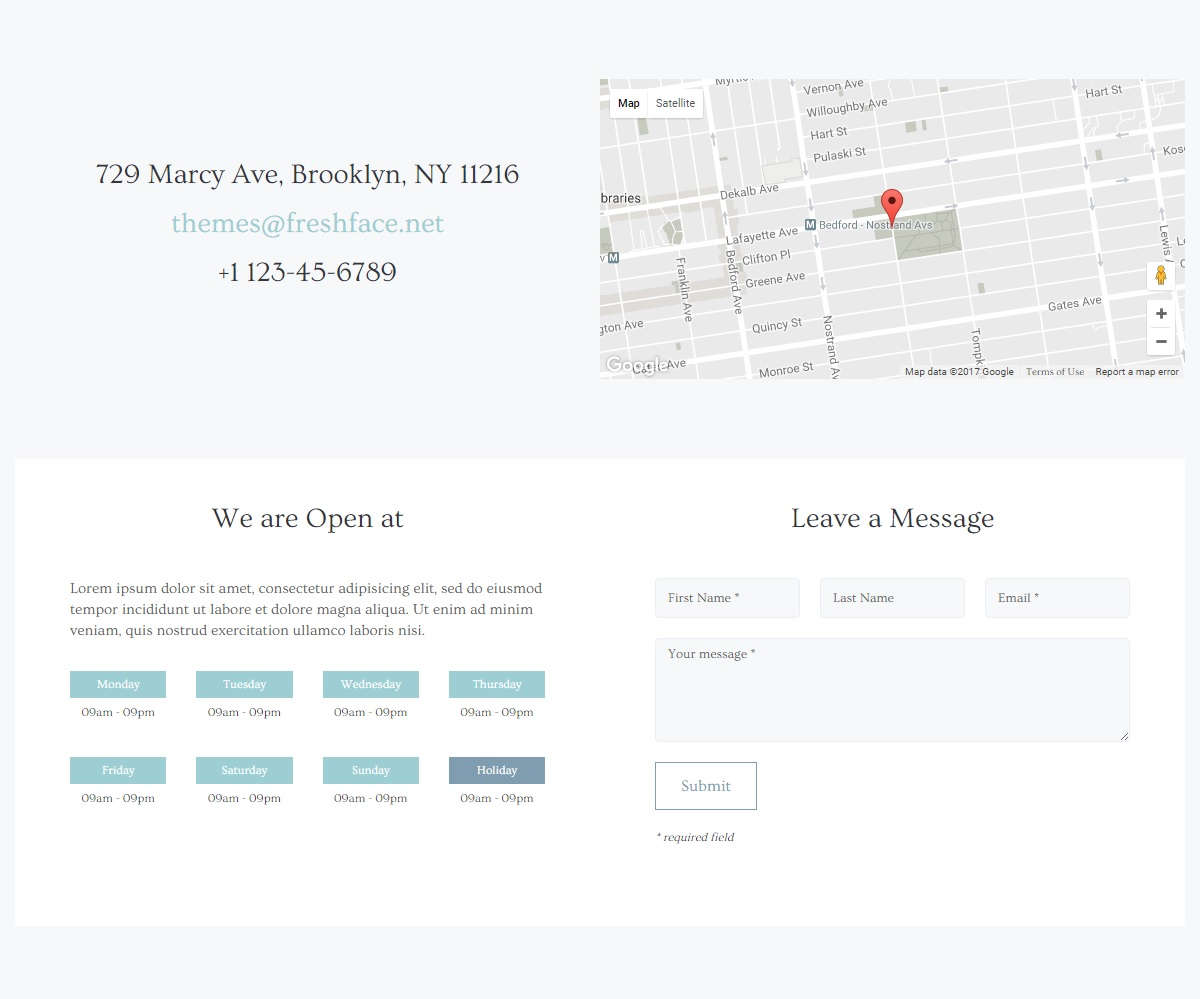 729 Marcy Ave, Brooklyn, NY 11216
themes@freshface.net
+1 123-45-6789
Map
Satellite
Vernon Ave
Willoughby Ave
Hart St
Hart St
Pulaski St
Dekalb Ave
braries
Bedford - Nostrand Avs
Lafayette Ave
Clifton Pl
Greene Ave
Franklin Ave
Bedford Ave
Gates Ave
Quincy St
gton Ave
Monroe St
Google
Map data ©2017 Google
Terms of Use
Report a map error
We are Open at
Lorem ipsum dolor sit amet, consectetur adipisicing elit, sed do eiusmod
tempor incididunt ut labore et dolore magna aliqua. Ut enim ad minim
veniam, quis nostrud exercitation ullamco laboris nisi.
Monday Tuesday Wednesday Thursday
09am - 09pm 09am - 09pm 09am - 09pm 09am - 09pm
Friday Saturday Sunday Holiday
09am - 09pm 09am - 09pm 09am - 09pm 09am - 09pm
Leave a Message
First Name *
Last Name
Email *
Your message *
Submit
* required field